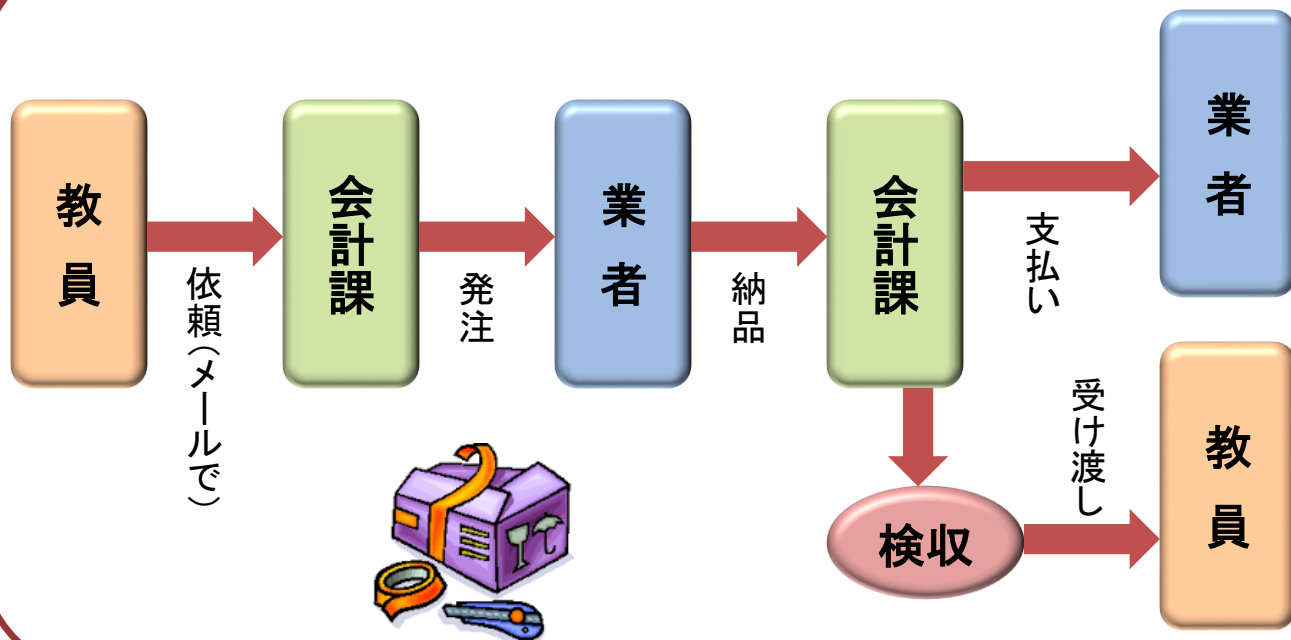 教員
依頼(メールで)
会計課
発注
業者
納品
会計課
支払い
業者
検収
受け渡し
教員